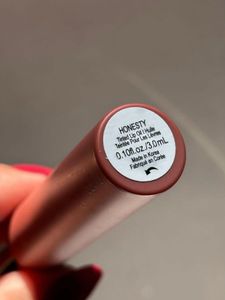 HONESTY
Tinted Lip Oil / Huile
Teintée Pour Les Lèvres
0.10fl.oz./3.0mL
Made in Korea
Fabriqué en Corée